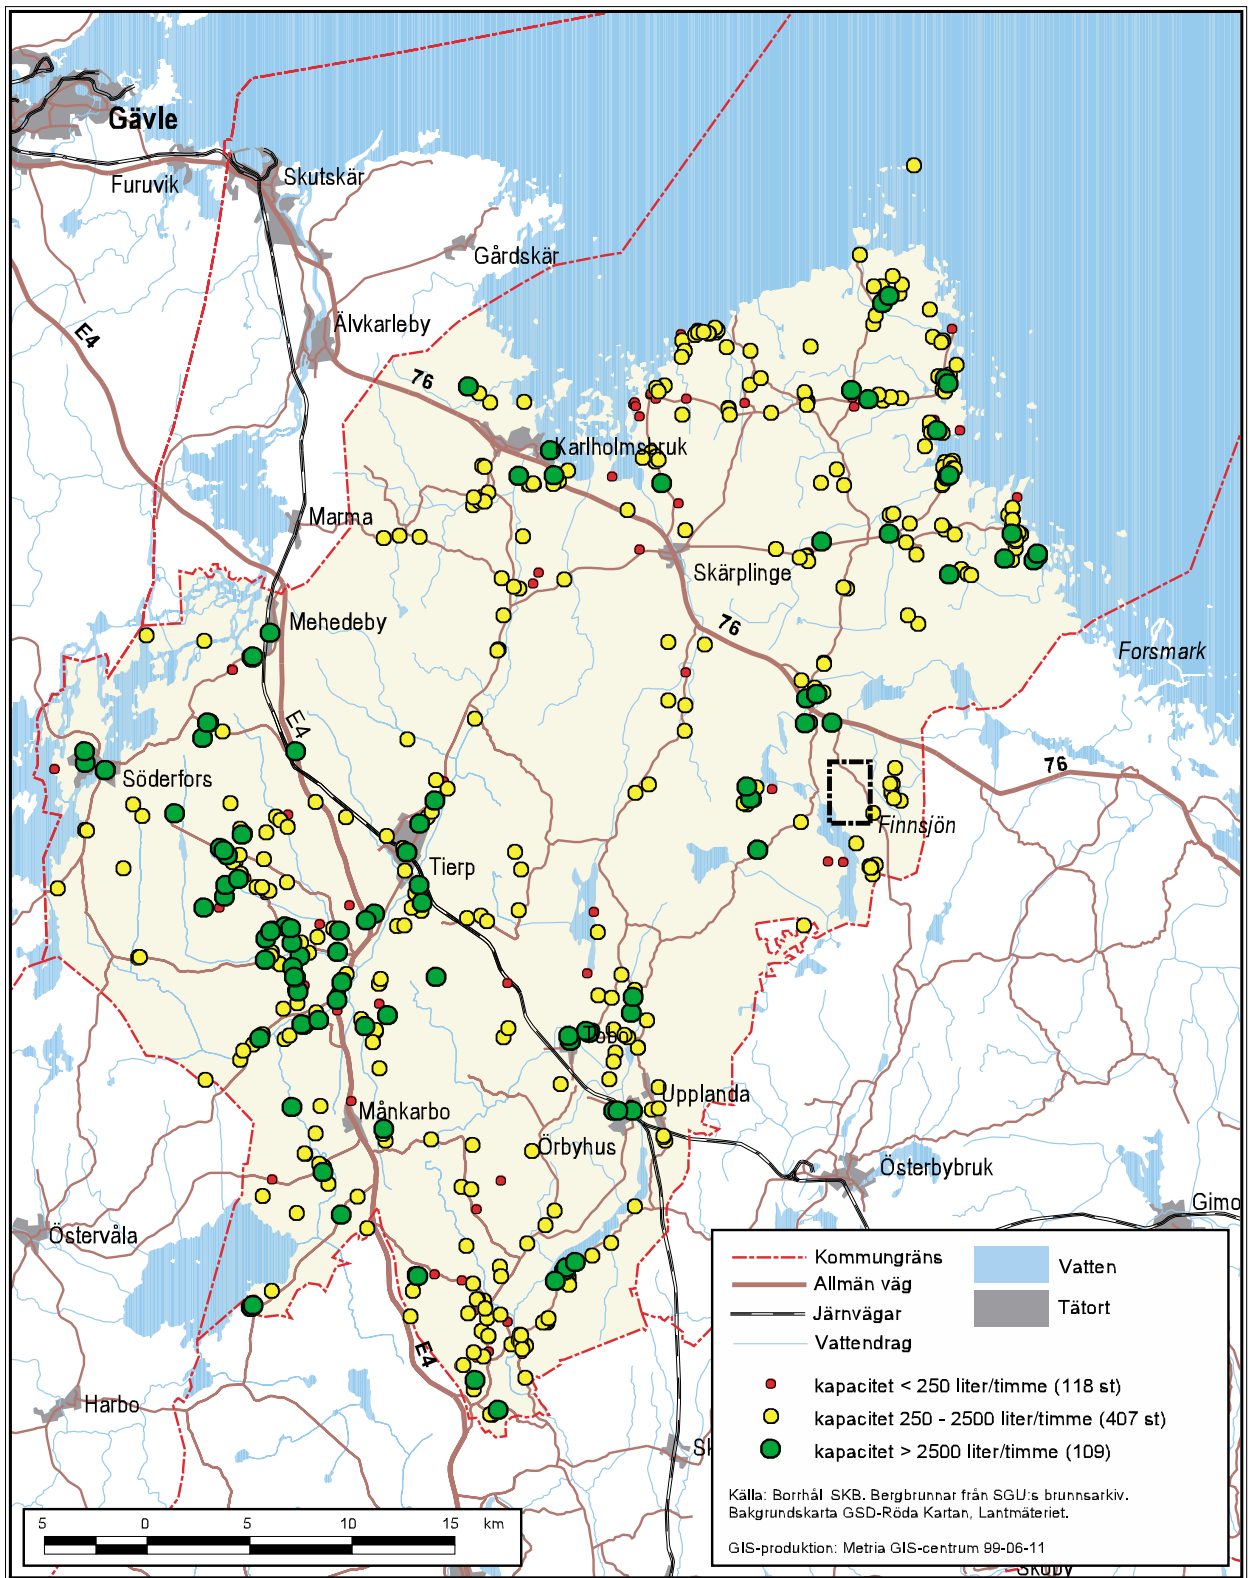 Gävle
Furuvik
Skutskär
Gårdskär
E4
Älvkarleby
76
Karlholmsbruk
Marma
Skärplinge
Mehedeby
76
Forsmark
E4
Söderfors
76
Finnsjön
Tierp
Tobo
Upplanda
Månkarbo
Örbyhus
Österbybruk
Gimo
Östervåla
E4
Harbo
Kommungräns
Allmän väg
Järnvägar
Vattendrag
Vatten
Tätort
kapacitet < 250 liter/timme (118 st)
kapacitet 250 - 2500 liter/timme (407 st)
kapacitet > 2500 liter/timme (109)
Källa: Borrhål SKB. Bergbrunnar från SGU:s brunnsarkiv.
Bakgrundskarta GSD-Röda Kartan, Lantmäteriet.
GIS-produktion: Metria GIS-centrum 99-06-11
5 0 5 10 15 km